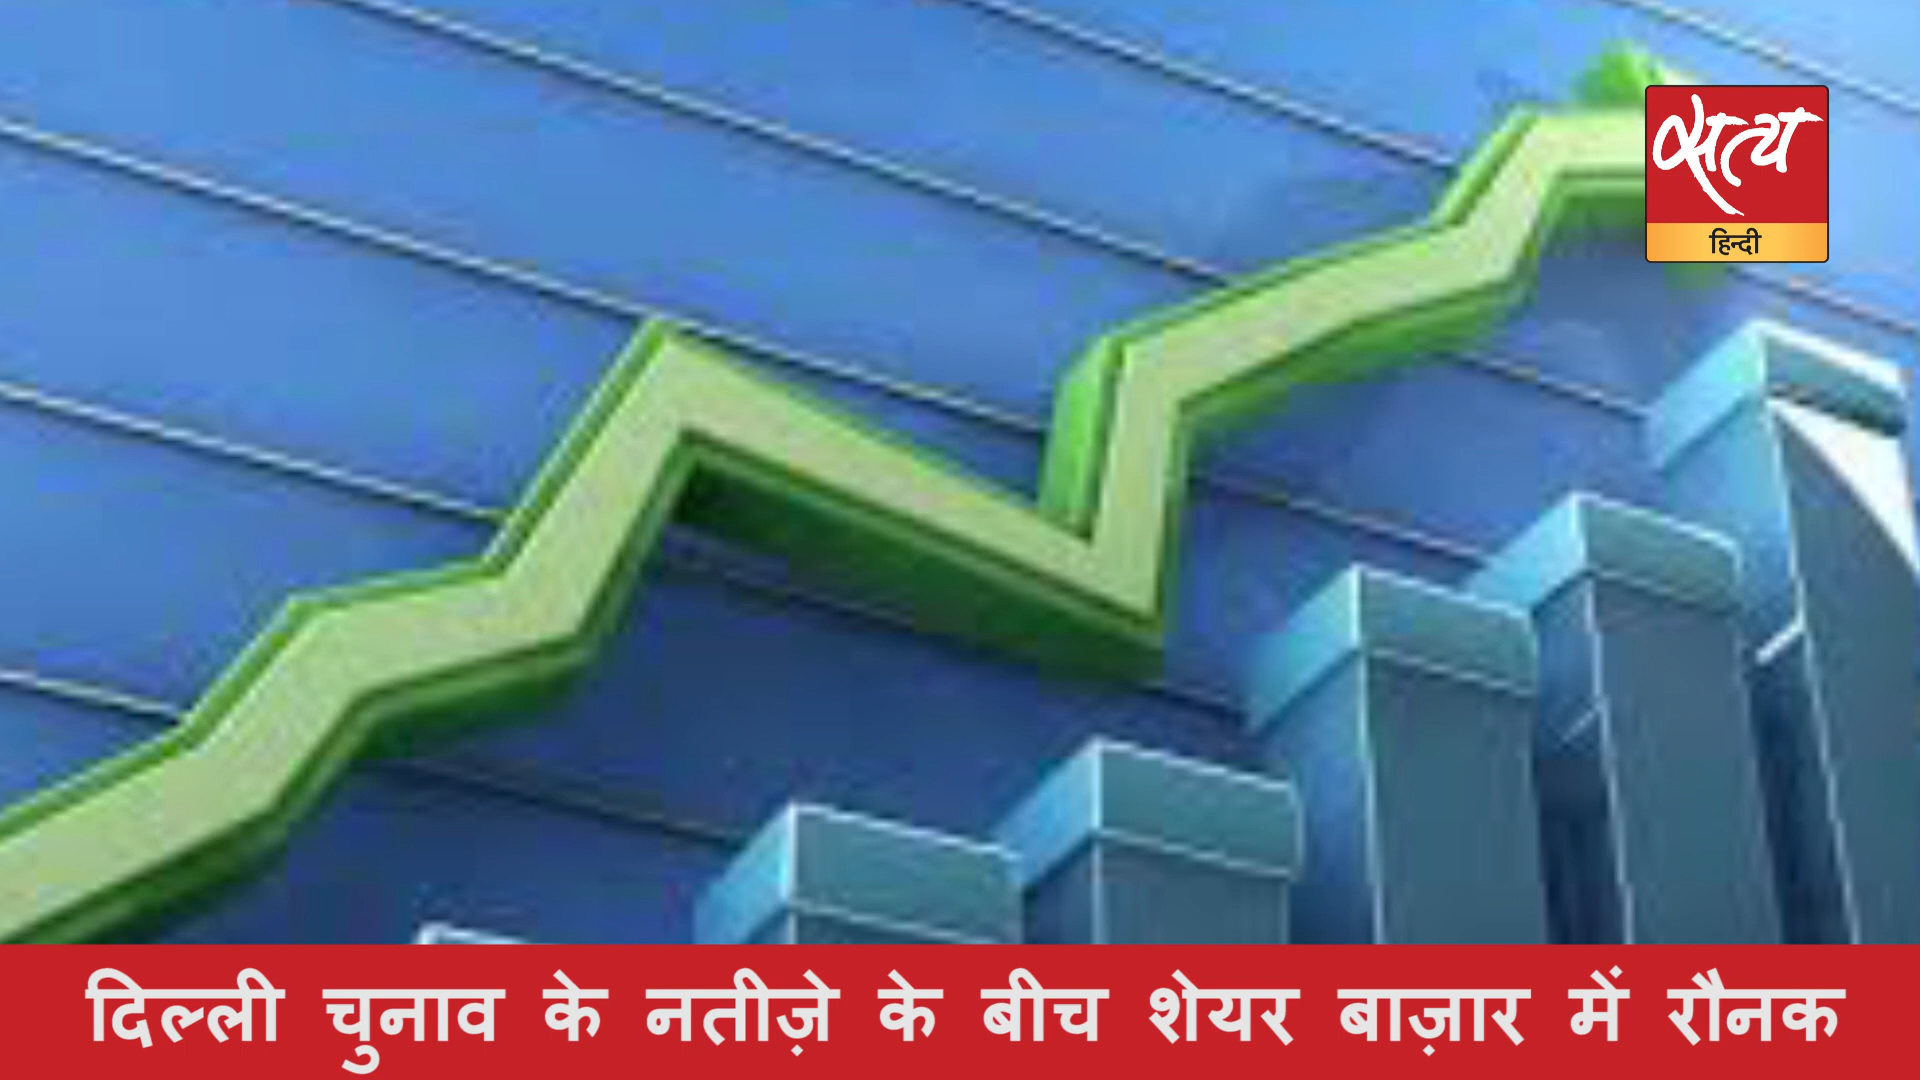 सत्य
हिन्दी
दिल्ली चुनाव के नतीज़े के बीच शेयर बाज़ार में रौनक